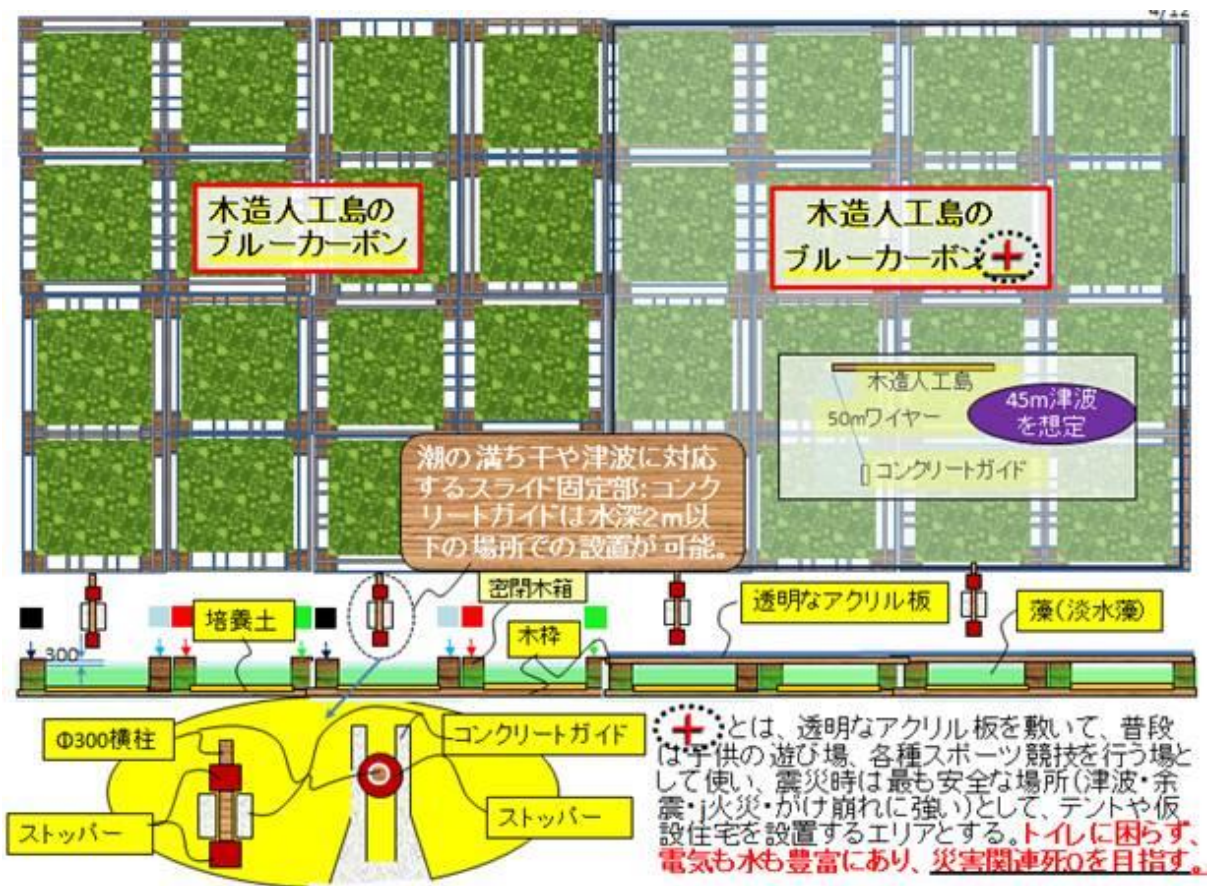 4/12
木造人工島の
ブルーカーボン
木造人工島の
ブルーカーボン+
木造人工島
50mワイヤー
45m津波
を想定
コンクリートガイド
潮の満ち干や津波に対応
するスライド固定部:コンク
リートガイドは水深2m以
下の場所での設置が可能。
密閉木箱
培養土
木枠
透明なアクリル板
藻(淡水藻)
300
Φ300横柱
コンクリートガイド
ストッパー
ストッパー
+とは、透明なアクリル板を敷いて、普段
は子供の遊び場、各種スポーツ競技を行う場と
して使い、震災時は最も安全な場所(津波・余
震・j火災・がけ崩れに強い)として、テントや仮
設住宅を設置するエリアとする。トイレに困らず、
電気も水も豊富にあり、災害関連死0を目指す。